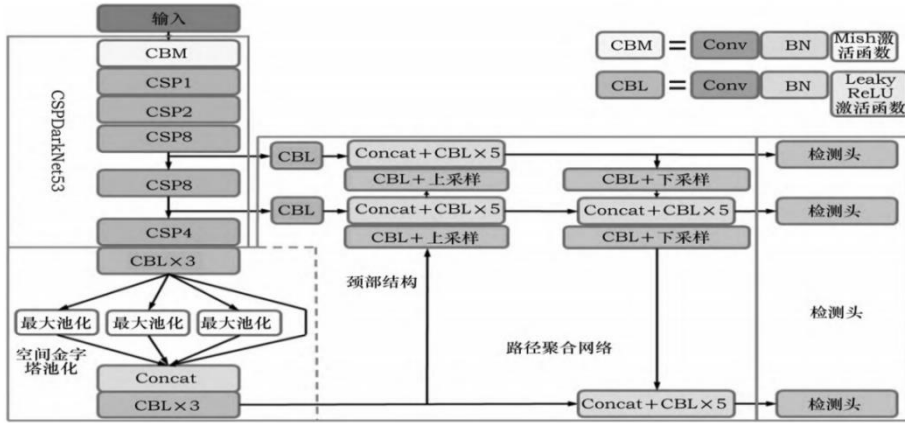 输入
CBM
CSP1
CSP2
CSP8
CSP8
CSP4
CSPDarkNet53
CBL×3
最大池化
最大池化
最大池化
空间金字
塔池化
Concat
CBL×3
CBM
=
Conv
BN
Mish激
活函数
CBL
=
Conv
BN
Leaky
ReLU
激活函数
CBL
Concat+CBL×5
检测头
CBL+上采样
CBL+下采样
CBL
Concat+CBL×5
Concat+CBL×5
检测头
CBL+上采样
CBL+下采样
颈部结构
检测头
路径聚合网络
Concat+CBL×5
检测头